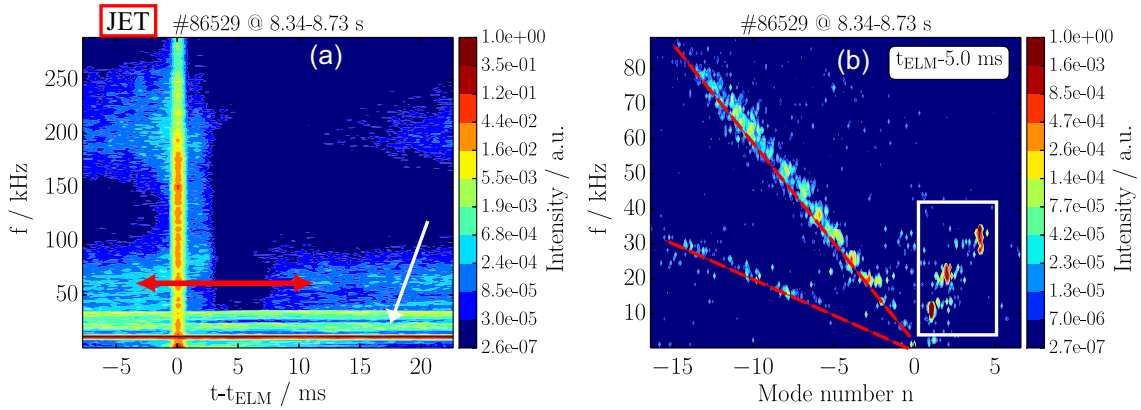 JET #86529 @ 8.34-8.73 s
(a)
f / kHz
250
200
150
100
50
−5 0 5 10 15 20
t-t_ELM / ms
1.0e+00
3.5e-01
1.2e-01
4.4e-02
1.6e-02
5.5e-03
1.9e-03
6.8e-04
2.4e-04
8.5e-05
3.0e-05
2.6e-07
Intensity / a.u.
#86529 @ 8.34-8.73 s
(b)
t_ELM-5.0 ms
f / kHz
80
70
60
50
40
30
20
10
−15 −10 −5 0 5
Mode number n
1.0e+00
1.6e-03
8.5e-04
4.7e-04
2.6e-04
1.4e-04
7.5e-05
4.1e-05
2.3e-05
1.3e-05
7.0e-06
2.7e-07
Intensity / a.u.